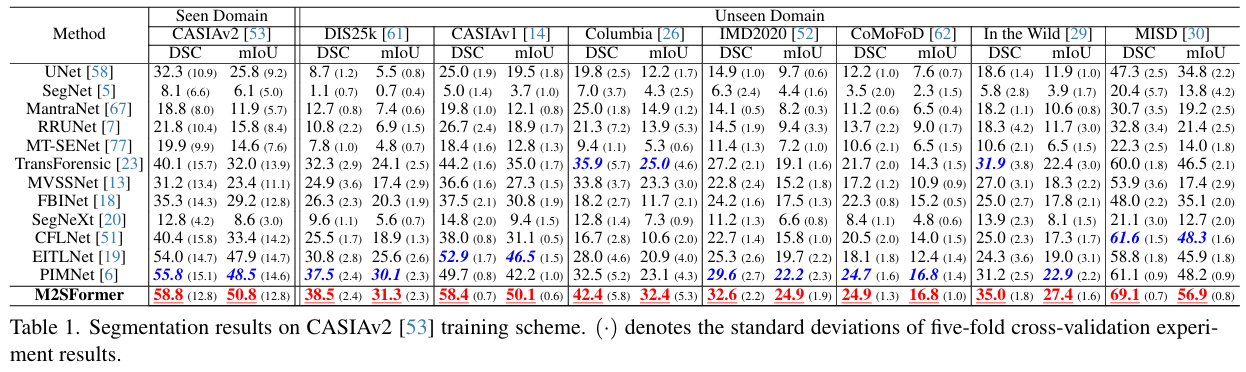 Method Seen Domain Unseen Domain
CASIAv2 [53] DIS25k [61] CASIAv1 [14] Columbia [26] IMD2020 [52] CoMoFoD [62] In the Wild [29] MISD [30]
DSC mIoU DSC mIoU DSC mIoU DSC mIoU DSC mIoU DSC mIoU DSC mIoU DSC mIoU
UNet [58] 32.3 (10.9) 25.8 (9.2) 8.7 (1.2) 5.5 (0.8) 25.0 (1.9) 19.5 (1.8) 19.8 (2.5) 12.2 (1.7) 14.9 (1.0) 9.7 (0.6) 12.2 (1.0) 7.6 (0.7) 18.6 (1.4) 11.9 (1.0) 47.3 (2.5) 34.8 (2.2)
SegNet [5] 8.1 (6.6) 6.1 (5.0) 1.1 (0.7) 0.7 (0.4) 5.0 (1.4) 3.7 (1.0) 7.0 (3.7) 4.3 (2.5) 6.3 (2.4) 4.4 (1.6) 3.5 (2.0) 2.3 (1.5) 5.8 (2.8) 3.9 (1.7) 20.4 (5.7) 13.8 (4.2)
MantraNet [67] 18.8 (8.0) 11.9 (5.7) 12.7 (0.8) 7.4 (0.6) 19.8 (1.0) 12.1 (0.8) 25.0 (1.8) 14.9 (1.2) 14.1 (0.5) 8.2 (0.3) 11.2 (0.6) 6.5 (0.4) 18.2 (1.1) 10.6 (0.8) 30.7 (3.5) 19.2 (2.5)
RRUNet [7] 21.8 (10.4) 15.8 (8.4) 10.8 (2.2) 6.9 (1.5) 26.7 (2.4) 18.9 (1.7) 21.3 (7.2) 13.9 (5.3) 14.5 (1.9) 9.4 (3.3) 13.7 (2.2) 9.0 (1.7) 18.3 (4.2) 11.7 (3.0) 32.8 (3.4) 21.4 (2.5)
MT-SENet [77] 19.9 (9.9) 14.6 (7.6) 7.8 (1.0) 4.8 (0.7) 18.4 (1.6) 12.8 (1.3) 9.4 (1.1) 5.3 (0.6) 11.4 (1.3) 7.2 (1.0) 10.6 (2.1) 6.5 (1.5) 10.6 (2.1) 6.5 (1.5) 22.3 (2.5) 14.0 (1.8)
TransForensic [23] 40.1 (15.7) 32.0 (13.9) 32.3 (2.9) 24.1 (2.5) 44.2 (1.6) 35.0 (1.7) 35.9 (5.7) 25.0 (4.6) 27.2 (2.1) 19.1 (1.6) 21.7 (2.0) 14.3 (1.5) 31.9 (3.8) 22.4 (3.0) 60.0 (1.8) 46.5 (2.1)
MVSSNet [13] 31.2 (13.4) 23.4 (11.1) 24.9 (3.6) 17.4 (2.9) 36.6 (1.6) 27.3 (1.5) 33.8 (3.7) 23.3 (3.0) 22.8 (2.4) 15.2 (1.8) 17.2 (1.2) 10.9 (0.9) 27.0 (3.1) 18.3 (2.2) 53.9 (3.6) 17.4 (2.9)
FBINet [18] 35.3 (14.3) 29.2 (12.8) 26.3 (2.3) 20.3 (1.9) 37.5 (2.1) 30.8 (1.9) 18.2 (2.7) 11.7 (2.1) 24.2 (1.6) 17.5 (1.3) 22.3 (0.8) 15.2 (0.5) 25.0 (2.7) 17.8 (2.1) 48.0 (2.2) 35.1 (2.0)
SegNeXt [20] 12.8 (4.2) 8.6 (3.0) 9.6 (1.1) 5.6 (0.7) 14.8 (2.0) 9.4 (1.5) 12.8 (1.4) 7.3 (0.9) 11.3 (1.2) 6.6 (0.8) 8.4 (1.1) 4.8 (0.6) 13.9 (2.3) 8.1 (1.5) 21.1 (3.0) 12.7 (2.0)
CFLNet [51] 40.4 (15.8) 33.4 (14.2) 25.5 (1.7) 18.9 (1.3) 38.0 (0.8) 31.1 (0.5) 16.7 (2.8) 10.6 (2.0) 22.7 (1.4) 15.8 (1.0) 20.5 (2.0) 14.0 (1.5) 25.0 (2.3) 17.3 (1.7) 61.6 (1.5) 48.3 (1.6)
EITLNet [19] 54.0 (14.7) 47.9 (14.7) 30.8 (2.8) 25.6 (2.6) 52.9 (1.7) 46.5 (1.5) 28.0 (4.6) 20.9 (4.0) 25.3 (2.6) 19.7 (2.2) 18.1 (1.8) 12.4 (1.4) 24.3 (3.6) 19.0 (3.1) 58.8 (1.8) 45.9 (1.8)
PIMNet [6] 55.8 (15.1) 48.5 (14.6) 37.5 (2.4) 30.1 (2.3) 49.7 (0.8) 42.2 (1.0) 32.5 (5.2) 23.1 (4.3) 29.6 (2.7) 22.2 (2.3) 24.7 (1.6) 16.8 (1.4) 31.2 (2.5) 22.9 (2.2) 61.1 (0.9) 48.2 (0.9)
M2SFormer 58.8 (12.8) 50.8 (12.8) 38.5 (2.4) 31.3 (2.3) 58.4 (0.7) 50.1 (0.6) 42.4 (5.8) 32.4 (5.3) 32.6 (2.2) 24.9 (1.9) 24.9 (1.3) 16.8 (1.0) 35.0 (1.8) 27.4 (1.6) 69.1 (0.7) 56.9 (0.8)
Table 1. Segmentation results on CASIAv2 [53] training scheme. (·) denotes the standard deviations of five-fold cross-validation experi-
ment results.